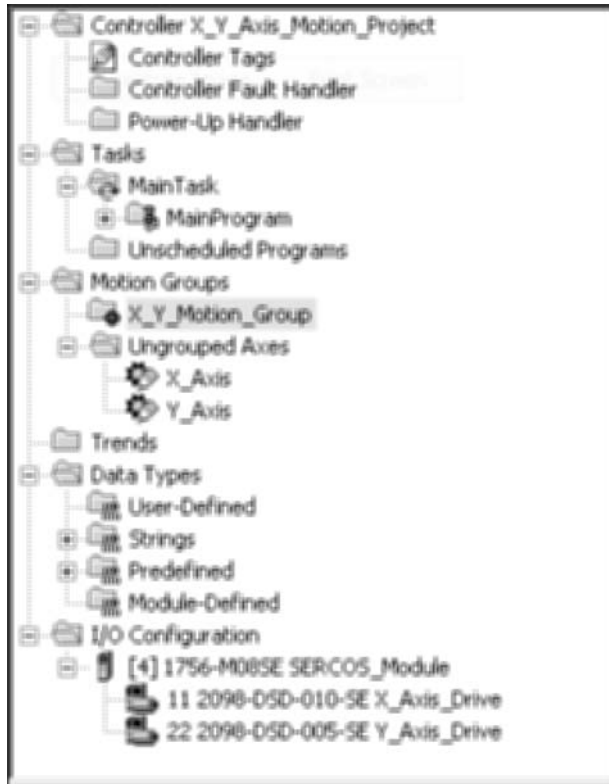 Controller X_Y_Axis_Motion_Project
Controller Tags
Controller Fault Handler
Power-Up Handler
Tasks
MainTask
MainProgram
Unscheduled Programs
Motion Groups
X_Y_Motion_Group
Ungrouped Axes
X_Axis
Y_Axis
Trends
Data Types
User-Defined
Strings
Predefined
Module-Defined
I/O Configuration
[4] 1756-M08SE SERCOS_Module
11 2098-DSD-010-SE X_Axis_Drive
22 2098-DSD-005-SE Y_Axis_Drive